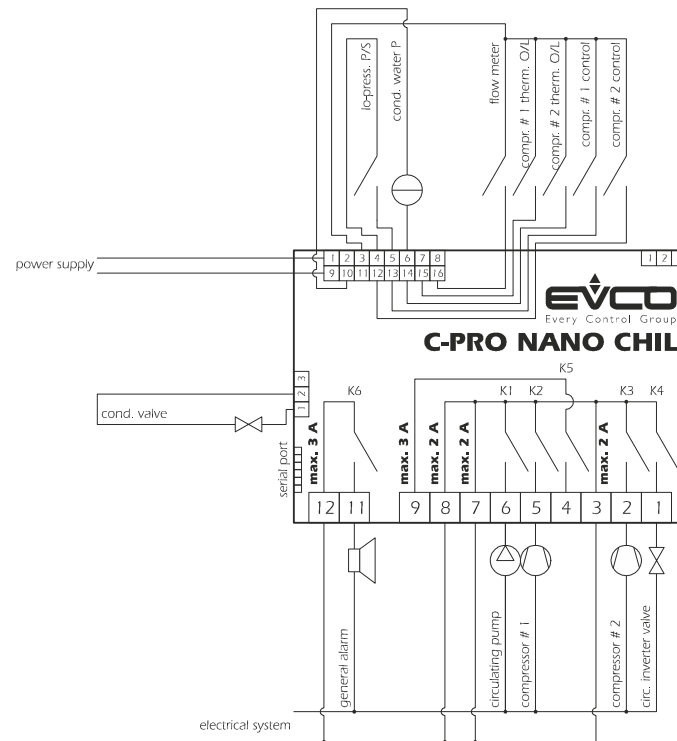 lo-press. P/S
cond. water P
flow meter
compr. # 1 therm. O/L
compr. # 2 therm. O/L
compr. # 1 control
compr. # 2 control
power supply
1 2 3 4 5 6 7 8
9 10 11 12 13 14 15 16
1 2
EVCO
Every Control Group
C-PRO NANO CHIL
3
2
1
cond. valve
serial port
K6
K5
K1 K2 K3 K4
max. 3 A
max. 3 A
max. 2 A
max. 2 A
max. 2 A
12 11 9 8 7 6 5 4 3 2 1
general alarm
circulating pump
compressor # 1
compressor # 2
circ. inverter valve
electrical system